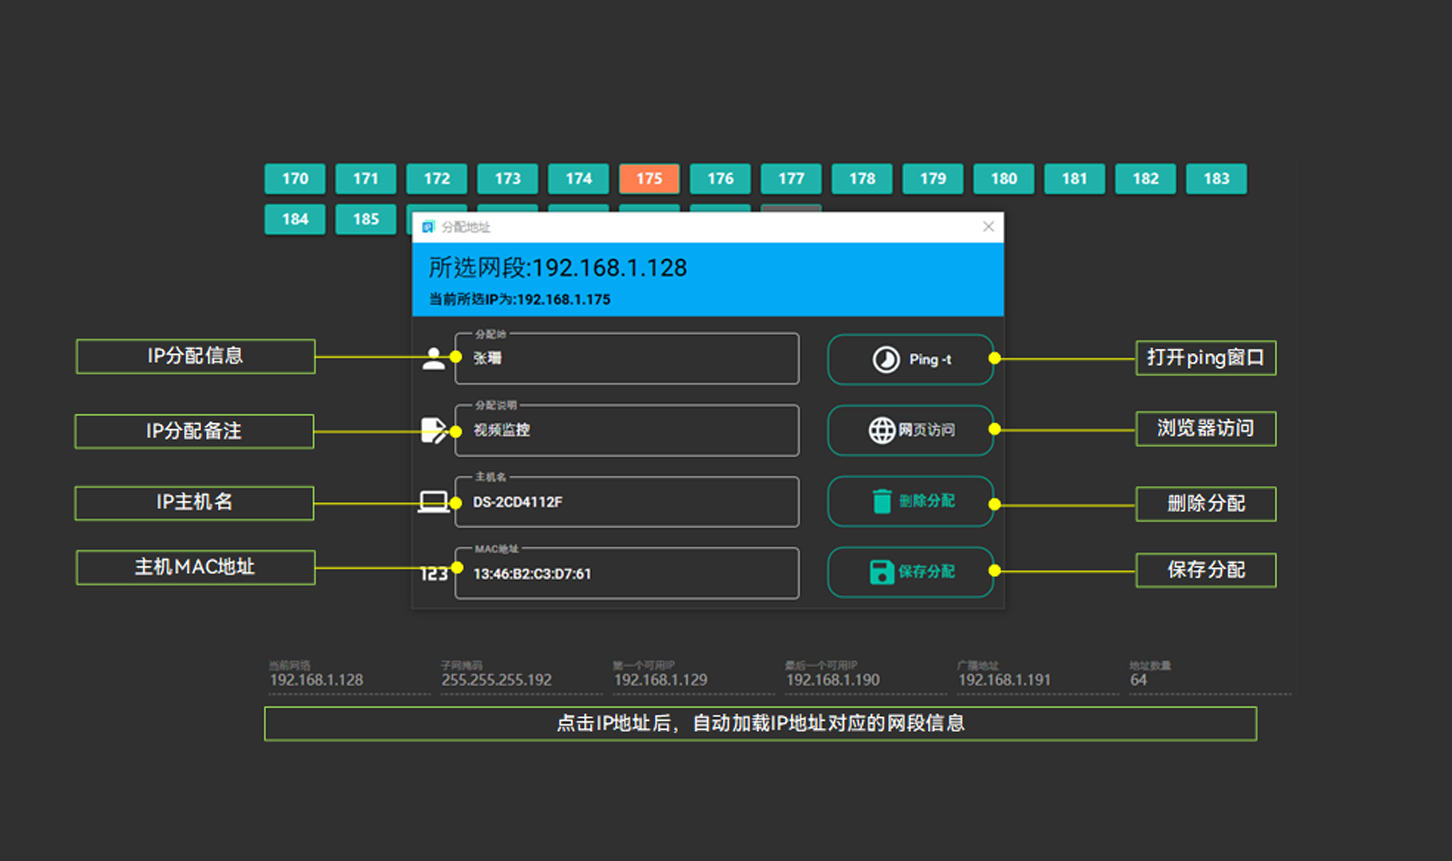 170 171 172 173 174 175 176 177 178 179 180 181 182 183
184 185
IP 分配地址
所选网段:192.168.1.128
当前所选IP为:192.168.1.175
IP分配信息
分配给
张珊
Ping -t
打开ping窗口
IP分配备注
分配说明
视频监控
网页访问
浏览器访问
IP主机名
主机名
DS-2CD4112F
删除分配
删除分配
主机MAC地址
MAC地址
123
13:46:B2:C3:D7:61
保存分配
保存分配
当前网络 子网掩码 第一个可用IP 最后一个可用IP 广播地址 地址数量
192.168.1.128 255.255.255.192 192.168.1.129 192.168.1.190 192.168.1.191 64
点击IP地址后，自动加载IP地址对应的网段信息